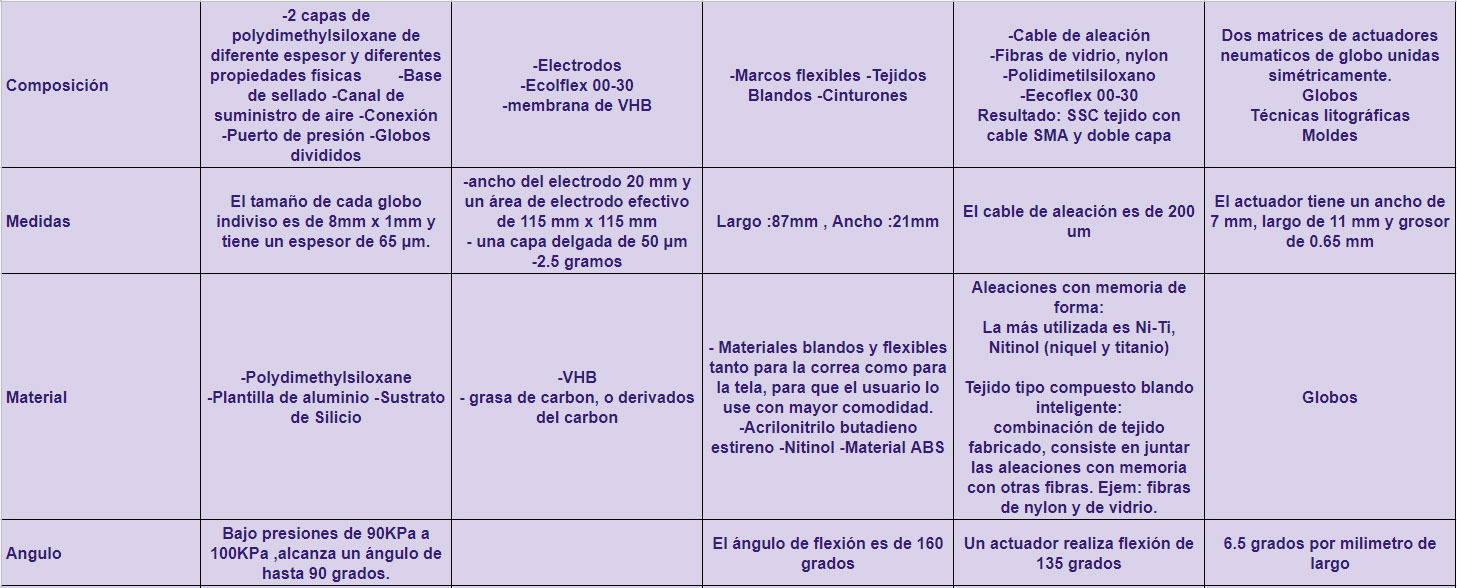 Composición
-2 capas de
polydimethylsiloxane de
diferente espesor y diferentes
propiedades físicas -Base
de sellado -Canal de
suministro de aire -Conexión
-Puerto de presión -Globos
divididos
-Electrodos
-Ecolflex 00-30
-membrana de VHB
-Marcos flexibles -Tejidos
Blandos -Cinturones
-Cable de aleación
-Fibras de vidrio, nylon
-Polidimetilsiloxano
-Eecoflex 00-30
Resultado: SSC tejido con
cable SMA y doble capa
Dos matrices de actuadores
neumaticos de globo unidas
simétricamente.
Globos
Técnicas litográficas
Moldes
Medidas
El tamaño de cada globo
indiviso es de 8mm x 1mm y
tiene un espesor de 65 μm.
-ancho del electrodo 20 mm y
un área de electrodo efectivo
de 115 mm x 115 mm
- una capa delgada de 50 μm
-2.5 gramos
Largo :87mm , Ancho :21mm
El cable de aleación es de 200
um
El actuador tiene un ancho de
7 mm, largo de 11 mm y grosor
de 0.65 mm
Material
-Polydimethylsiloxane
-Plantilla de aluminio -Sustrato
de Silicio
-VHB
- grasa de carbon, o derivados
del carbon
- Materiales blandos y flexibles
tanto para la correa como para
la tela, para que el usuario lo
use con mayor comodidad.
-Acrilonitrilo butadieno
estireno -Nitinol -Material ABS
Aleaciones con memoria de
forma:
La más utilizada es Ni-Ti,
Nitinol (niquel y titanio)
Tejido tipo compuesto blando
inteligente:
combinación de tejido
fabricado, consiste en juntar
las aleaciones con memoria
con otras fibras. Ejem: fibras
de nylon y de vidrio.
Globos
Angulo
Bajo presiones de 90KPa a
100KPa ,alcanza un ángulo de
hasta 90 grados.
El ángulo de flexión es de 160
grados
Un actuador realiza flexión de
135 grados
6.5 grados por milimetro de
largo